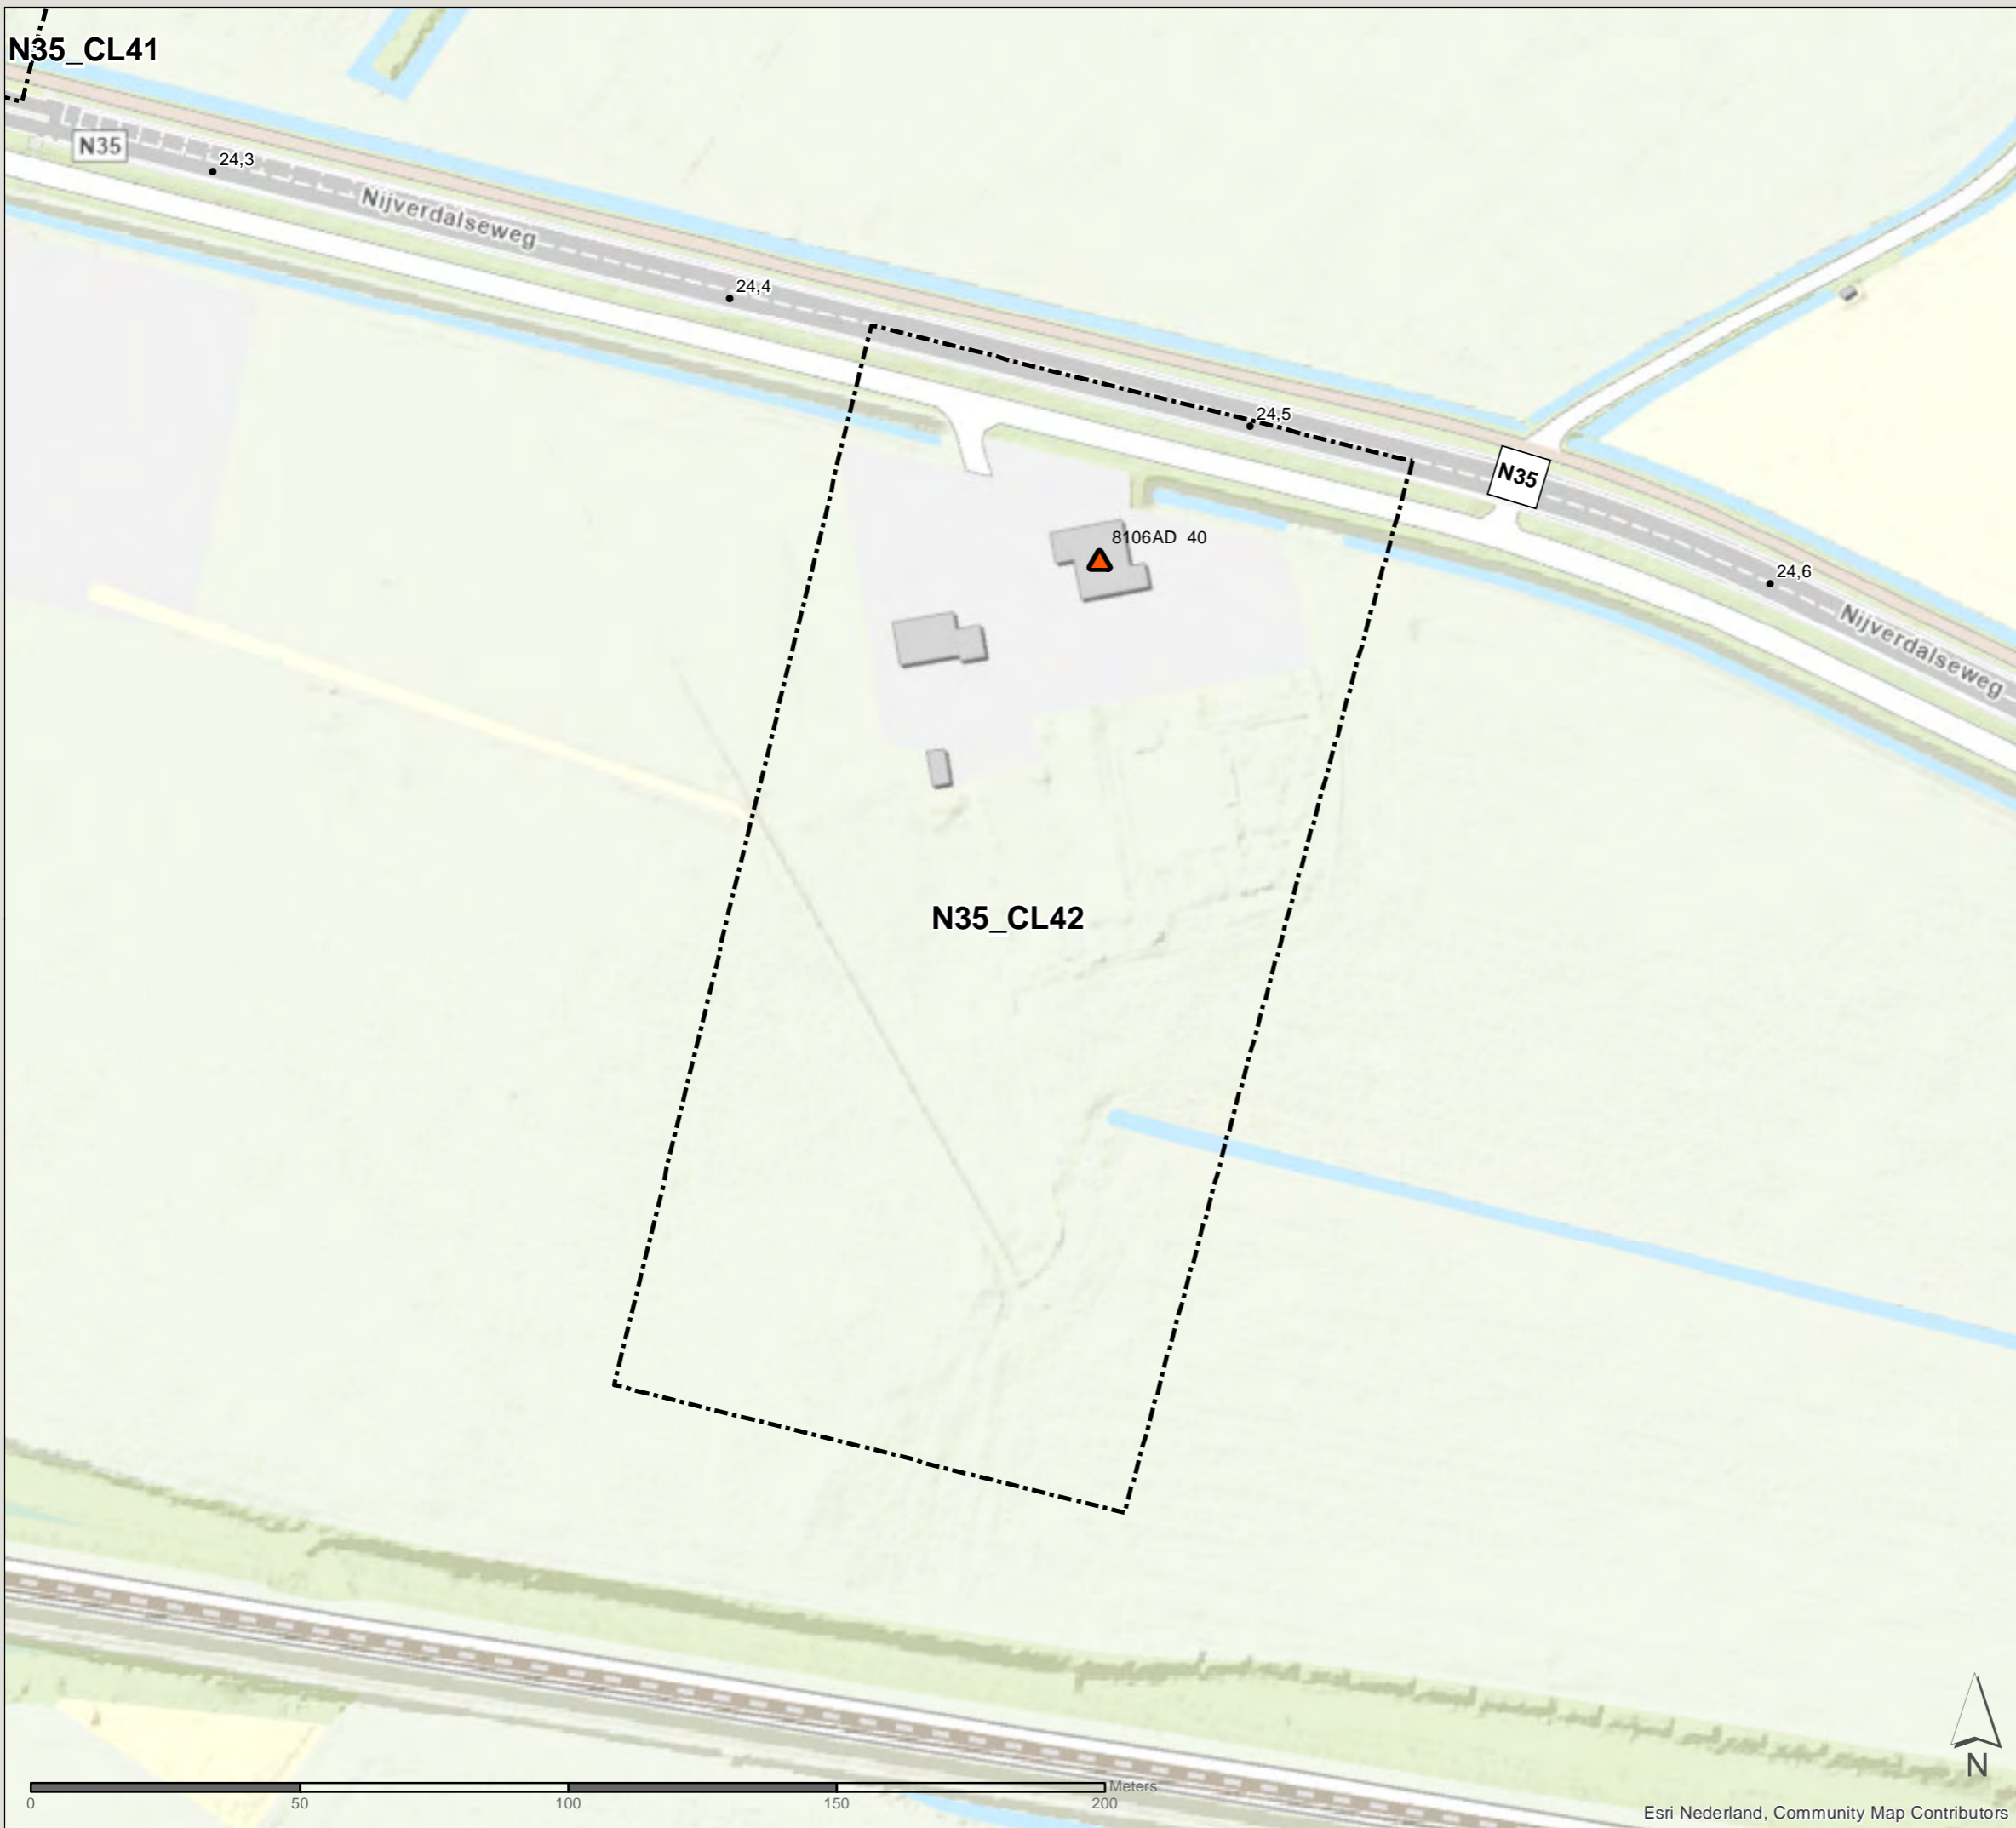 N35_CL41
N35
24,3
Nijverdalseweg
24,4
24,5
N35
8106AD 40
24,6
Nijverdalseweg
N35_CL42
N
Meters
0 50 100 150 200
Esri Nederland, Community Map Contributors